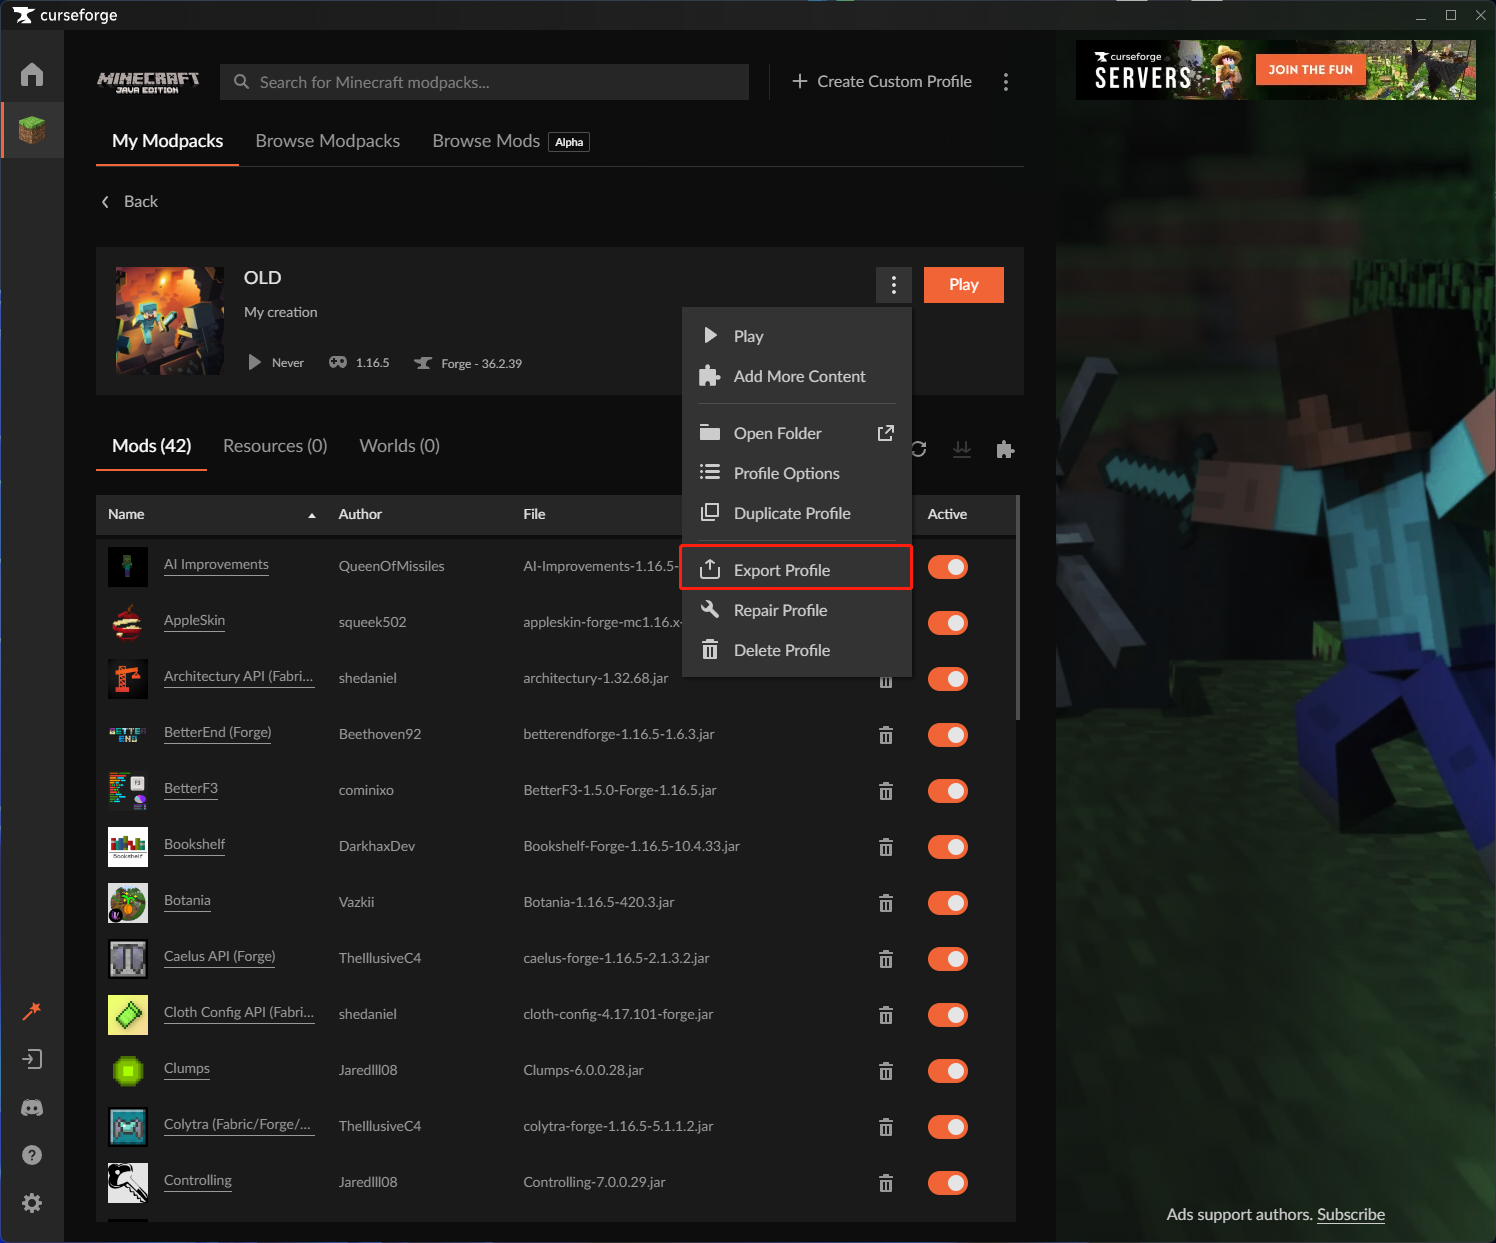 curseforge
MINECRAFT
JAVA EDITION
Search for Minecraft modpacks...
Create Custom Profile
curseforge
SERVERS
JOIN THE FUN
My Modpacks
Browse Modpacks
Browse Mods
Alpha
Back
OLD
My creation
Never
1.16.5
Forge - 36.2.39
Play
Play
Add More Content
Open Folder
Profile Options
Duplicate Profile
Export Profile
Repair Profile
Delete Profile
Mods (42)
Resources (0)
Worlds (0)
Name Author File Active
AI Improvements QueenOfMissiles AI-Improvements-1.16.5-
AppleSkin squeek502 appleskin-forge-mc1.16.x-
Architectury API (Fabri... shedaniel architectury-1.32.68.jar
BETTER END
BetterEnd (Forge) Beethoven92 betterendforge-1.16.5-1.6.3.jar
F3
BetterF3 cominixo BetterF3-1.5.0-Forge-1.16.5.jar
Bookshelf
Bookshelf DarkhaxDev Bookshelf-Forge-1.16.5-10.4.33.jar
Botania Vazkii Botania-1.16.5-420.3.jar
Caelus API (Forge) TheIllusiveC4 caelus-forge-1.16.5-2.1.3.2.jar
Cloth Config API (Fabri... shedaniel cloth-config-4.17.101-forge.jar
Clumps Jaredlll08 Clumps-6.0.0.28.jar
Colytra (Fabric/Forge/... TheIllusiveC4 colytra-forge-1.16.5-5.1.1.2.jar
Controlling Jaredlll08 Controlling-7.0.0.29.jar
Ads support authors. Subscribe